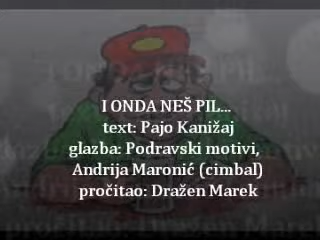 I ONDA NEŠ PIL...
text: Pajo Kanižaj
glazba: Podravski motivi,
Andrija Maronić (cimbal)
pročitao: Dražen Marek